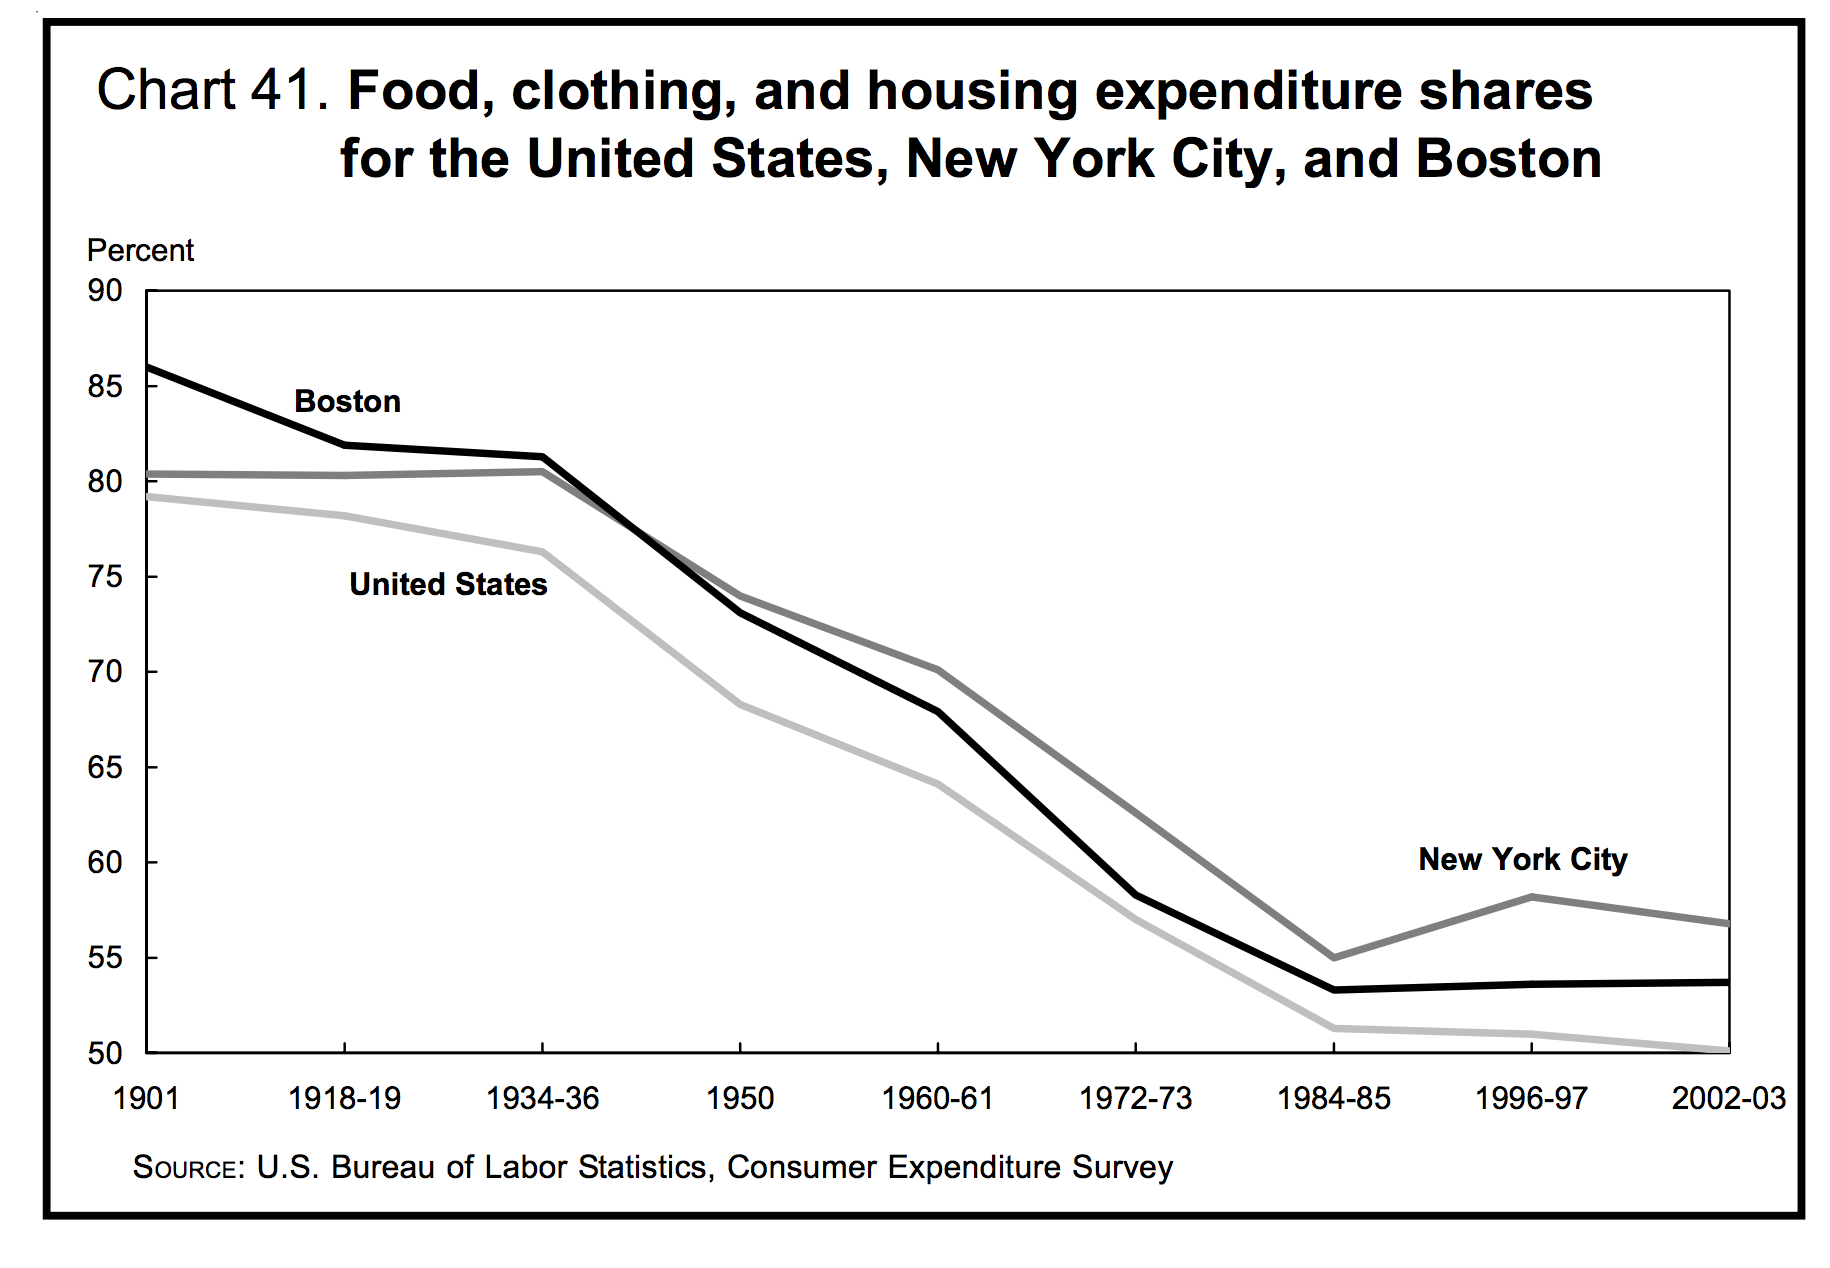 Chart 41. Food, clothing, and housing expenditure shares
for the United States, New York City, and Boston
Percent
90
85
80
75
70
65
60
55
50
Boston
United States
New York City
1901 1918-19 1934-36 1950 1960-61 1972-73 1984-85 1996-97 2002-03
SOURCE: U.S. Bureau of Labor Statistics, Consumer Expenditure Survey